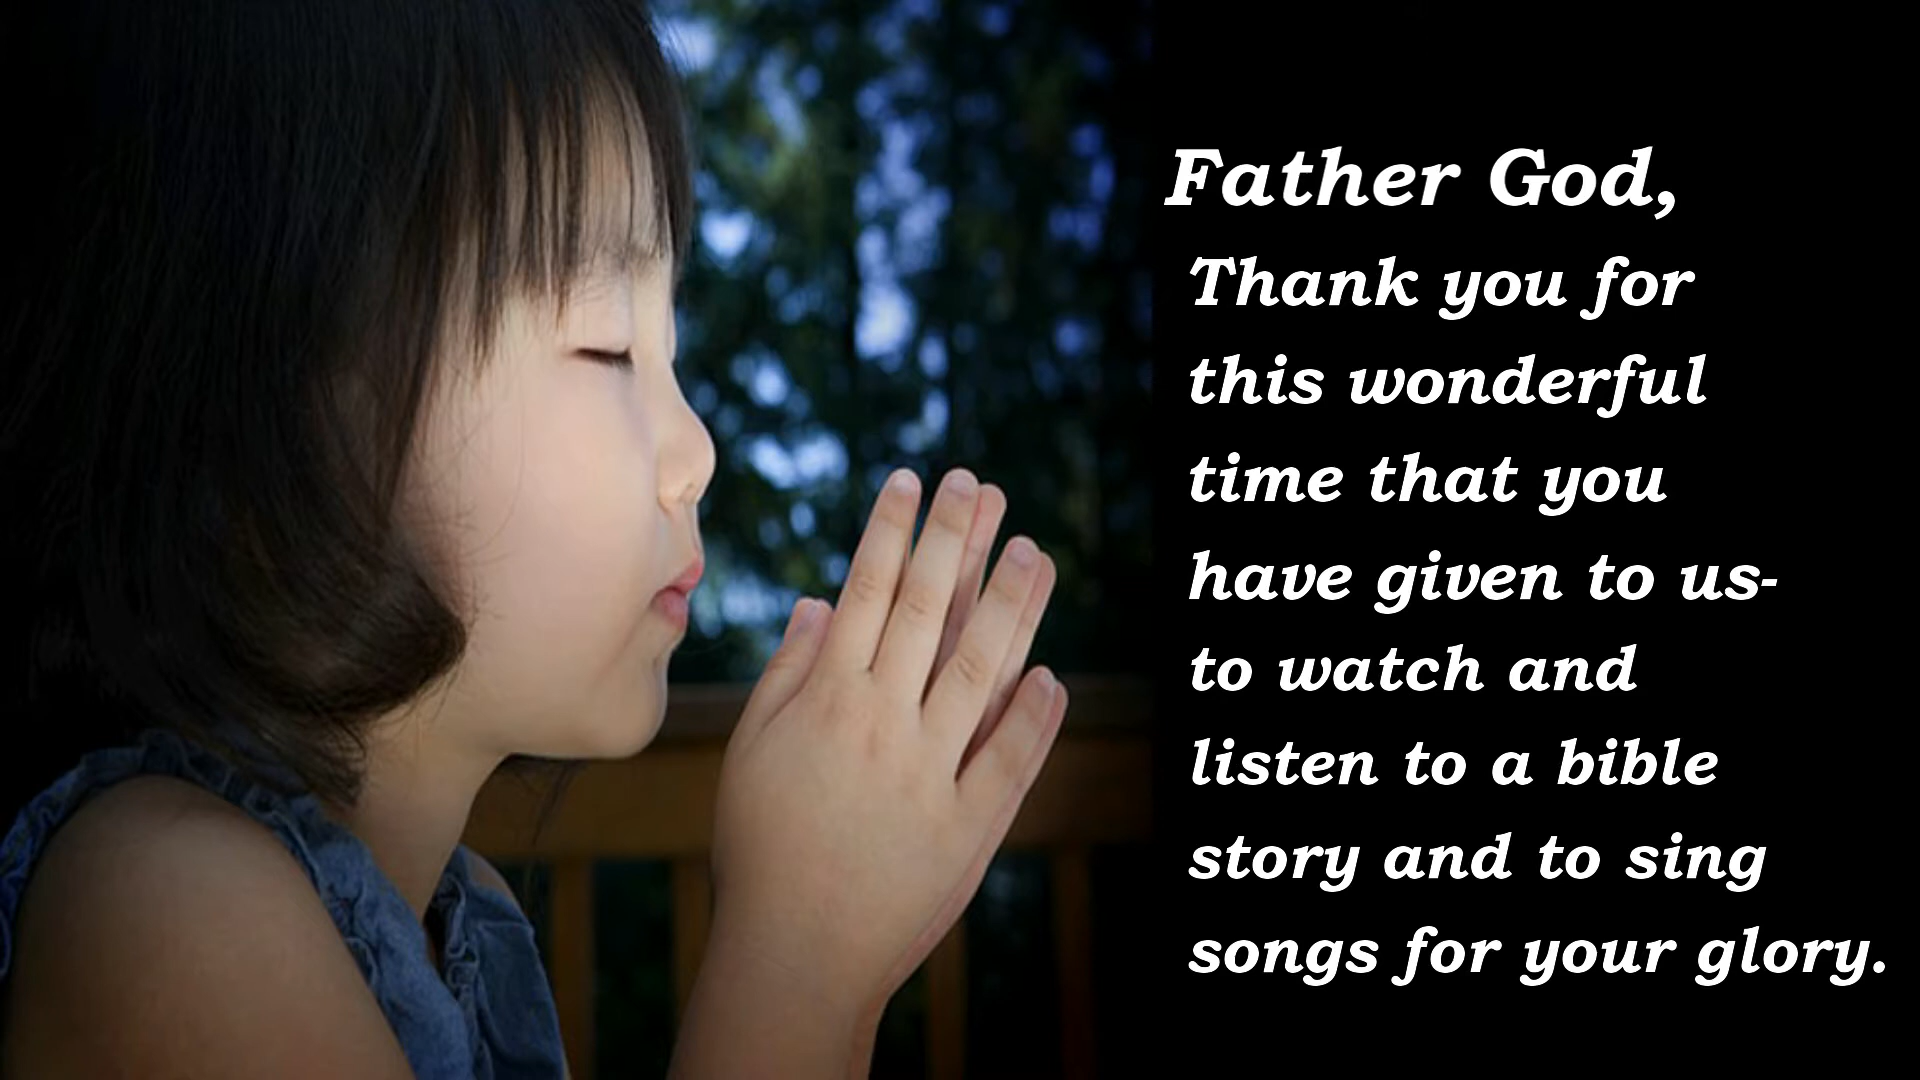 Father God,
Thank you for
this wonderful
time that you
have given to us-
to watch and
listen to a bible
story and to sing
songs for your glory.